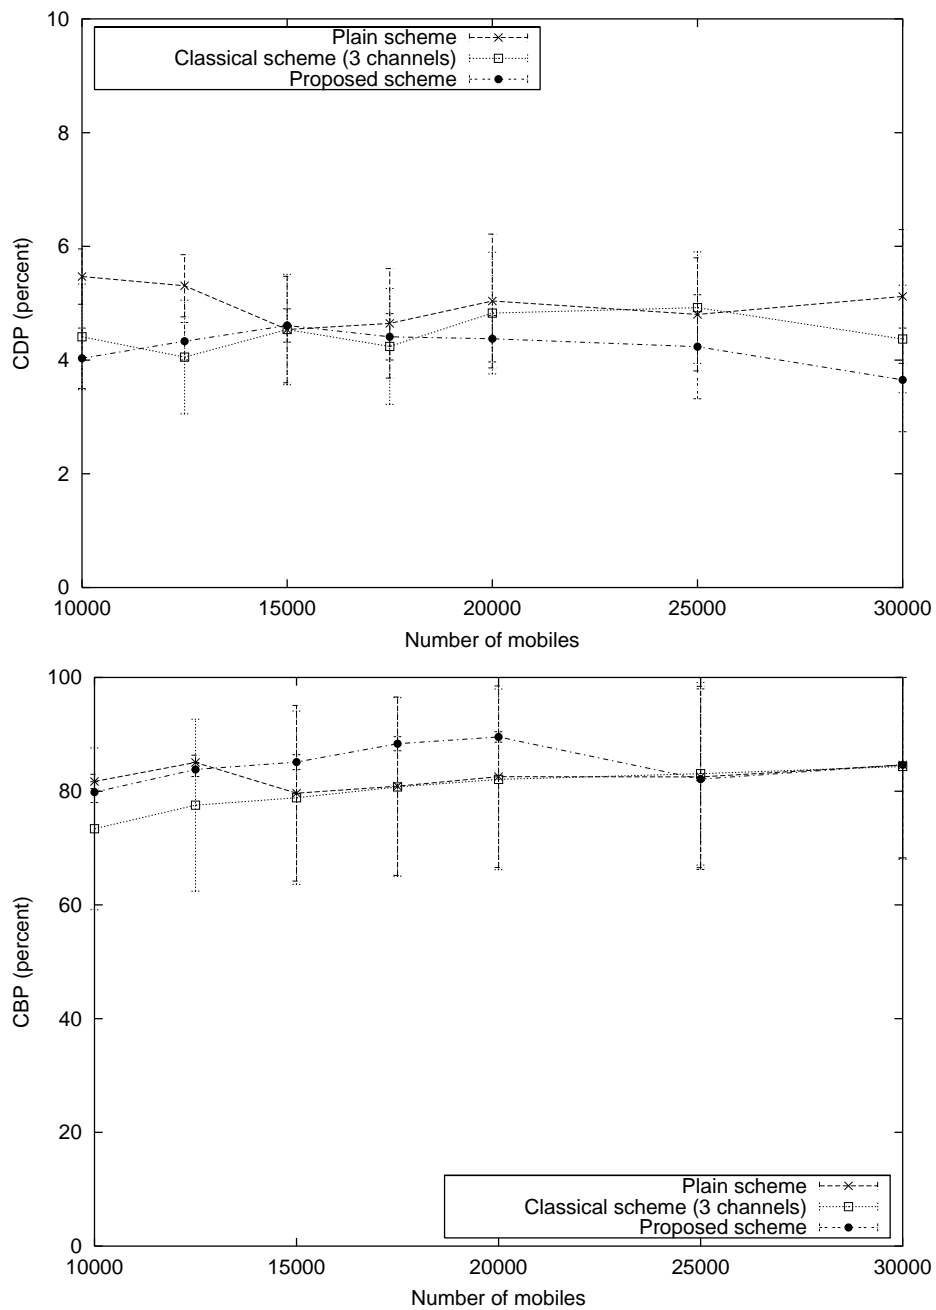 10
Plain scheme
Classical scheme (3 channels)
Proposed scheme
8
6
CDP (percent)
4
2
0
10000 15000 20000 25000 30000
Number of mobiles
100
80
60
CBP (percent)
40
20
Plain scheme
Classical scheme (3 channels)
Proposed scheme
0
10000 15000 20000 25000 30000
Number of mobiles